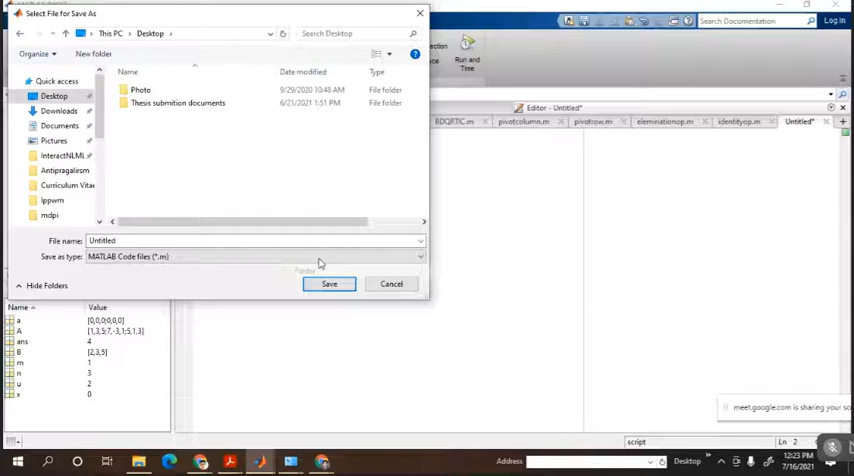 Select File for Save As
This PC > Desktop >
Search Desktop
Search Documentation
Log In
Organize
New folder
Run and
Time
Name
Date modified
Type
Quick access
Desktop
Downloads
Documents
Pictures
InteractNLML
Antipragalirsm
Curriculum Vitae
Ippwm
mdpi
Photo
9/29/2020 10:48 AM
File folder
Thesis submition documents
6/21/2021 1:51 PM
File folder
Editor - Untitled*
BDQRTIC.m
pivotcolumn.m
pivotrow.m
eleminationop.m
identityop.m
Untitled*
File name:
Untitled
Save as type:
MATLAB Code files (*.m)
Hide Folders
Save
Cancel
Name
Value
a
[0,0,0;0,0,0]
A
[1,3,5;7,-3,1;5,1,3]
ans
4
B
[2,3,5]
m
1
n
3
u
2
x
0
meet.google.com is sharing your sc
script
Ln 2
Address
Desktop
12:23 PM
7/16/2021